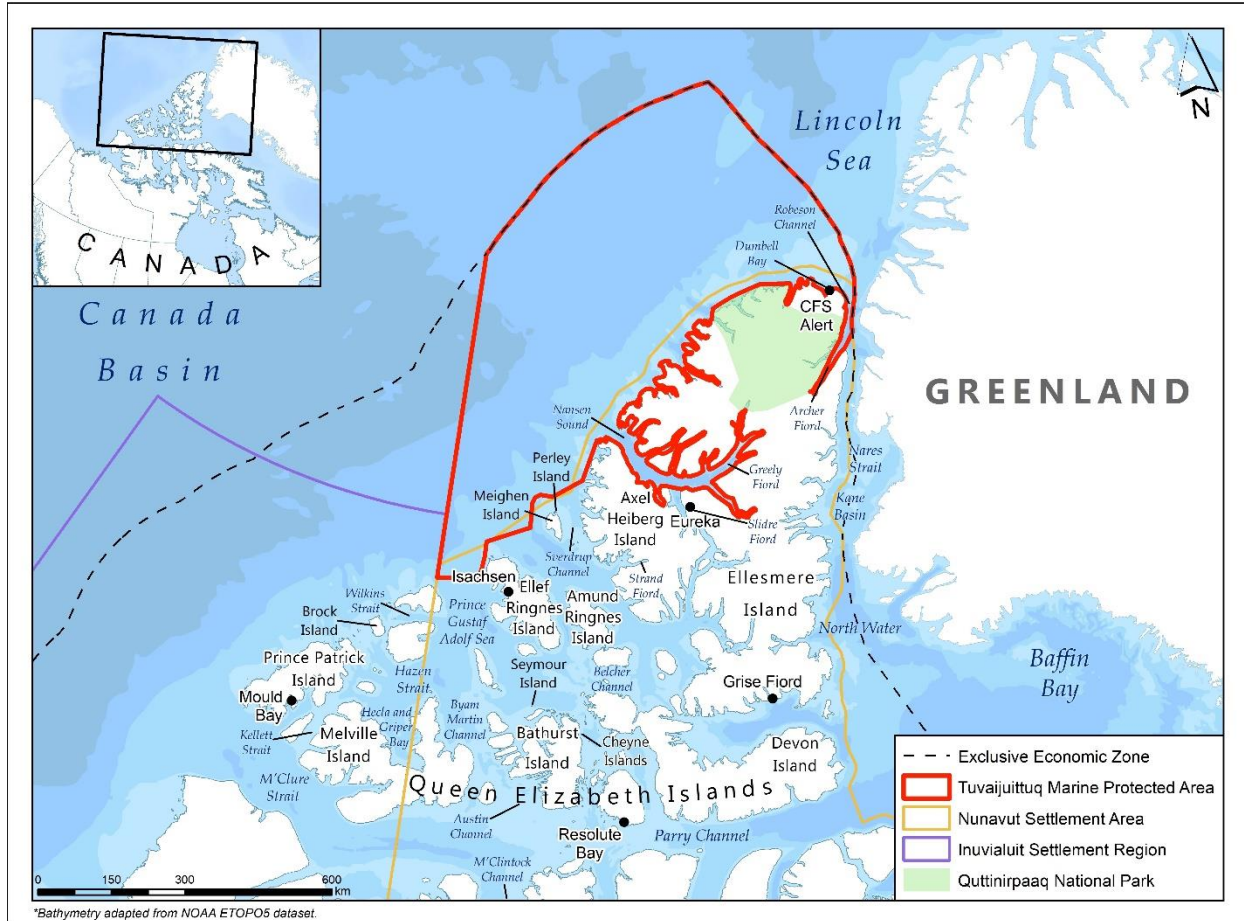 CANADA
N
Lincoln
Sea
Robeson
Channel
Dumbell
Bay
CFS
Alert
Canada
Basin
GREENLAND
Archer
Fiord
Nansen
Sound
Nares
Strait
Perley
Island
Greely
Fiord
Meighen
Island
Axel
Heiberg
Island
Eureka
Kane
Basin
Slidre
Fiord
Sverdrup
Channel
Isachsen
Ellef
Ringnes
Island
Strand
Fiord
Ellesmere
Island
Wilkins
Strait
Prince
Gustaf
Adolf Sea
Amund
Ringnes
Island
Brock
Island
North Water
Prince Patrick
Island
Hazen
Strait
Seymour
Island
Belcher
Channel
Baffin
Bay
Grise Fiord
Mould
Bay
Hecla and
Griper
Bay
Byam
Martin
Channel
Kellett
Strait
Melville
Island
Bathurst
Island
Cheyne
Islands
Devon
Island
M'Clure
Strait
Queen Elizabeth Islands
Austin
Channel
Resolute
Bay
Parry Channel
M'Clintock
Channel
Exclusive Economic Zone
Tuvaijuittuq Marine Protected Area
Nunavut Settlement Area
Inuvialuit Settlement Region
Quttinirpaaq National Park
0 150 300 600
km
*Bathymetry adapted from NOAA ETOPO5 dataset.